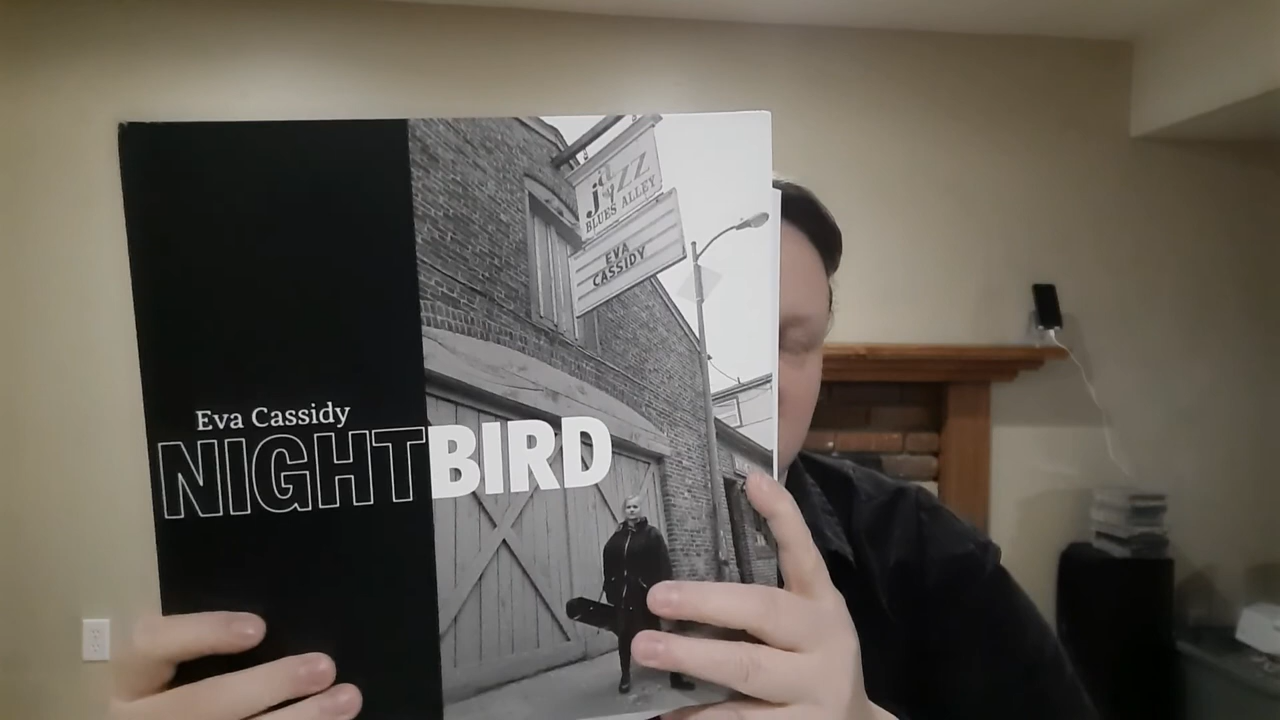 jazz
BLUES ALLEY
EVA
CASSIDY
Eva Cassidy
NIGHTBIRD